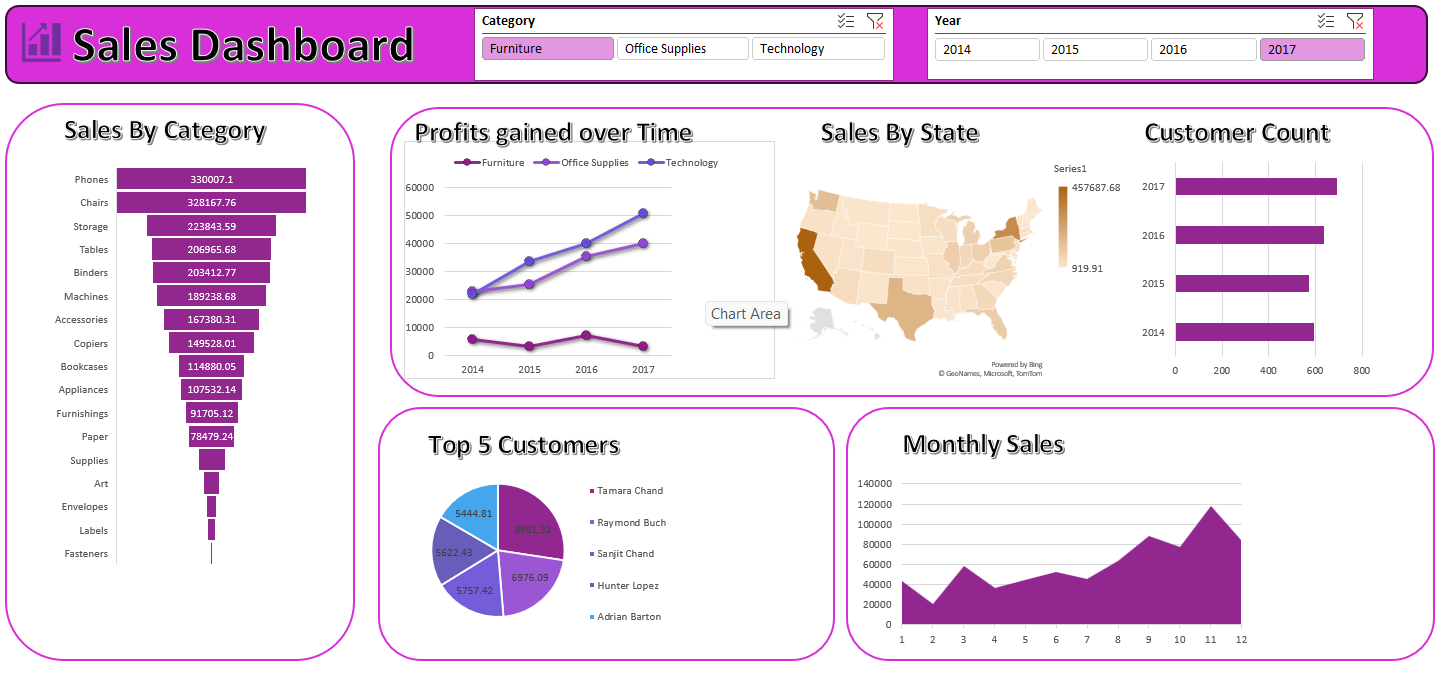 Sales Dashboard
Category
Furniture
Office Supplies
Technology
Year
2014
2015
2016
2017
Sales By Category
Phones 330007.1
Chairs 328167.76
Storage 223843.59
Tables 206965.68
Binders 203412.77
Machines 189238.68
Accessories 167380.31
Copiers 149528.01
Bookcases 114880.05
Appliances 107532.14
Furnishings 91705.12
Paper 78479.24
Supplies
Art
Envelopes
Labels
Fasteners
Profits gained over Time
Furniture Office Supplies Technology
60000
50000
40000
30000
20000
10000
0
2014 2015 2016 2017
Chart Area
Sales By State
Series1
457687.68
919.91
Powered by Bing
© GeoNames, Microsoft, TomTom
Customer Count
2017
2016
2015
2014
0 200 400 600 800
Top 5 Customers
8981.32
6976.09
5757.42
5622.43
5444.81
Tamara Chand
Raymond Buch
Sanjit Chand
Hunter Lopez
Adrian Barton
Monthly Sales
140000
120000
100000
80000
60000
40000
20000
0
1 2 3 4 5 6 7 8 9 10 11 12